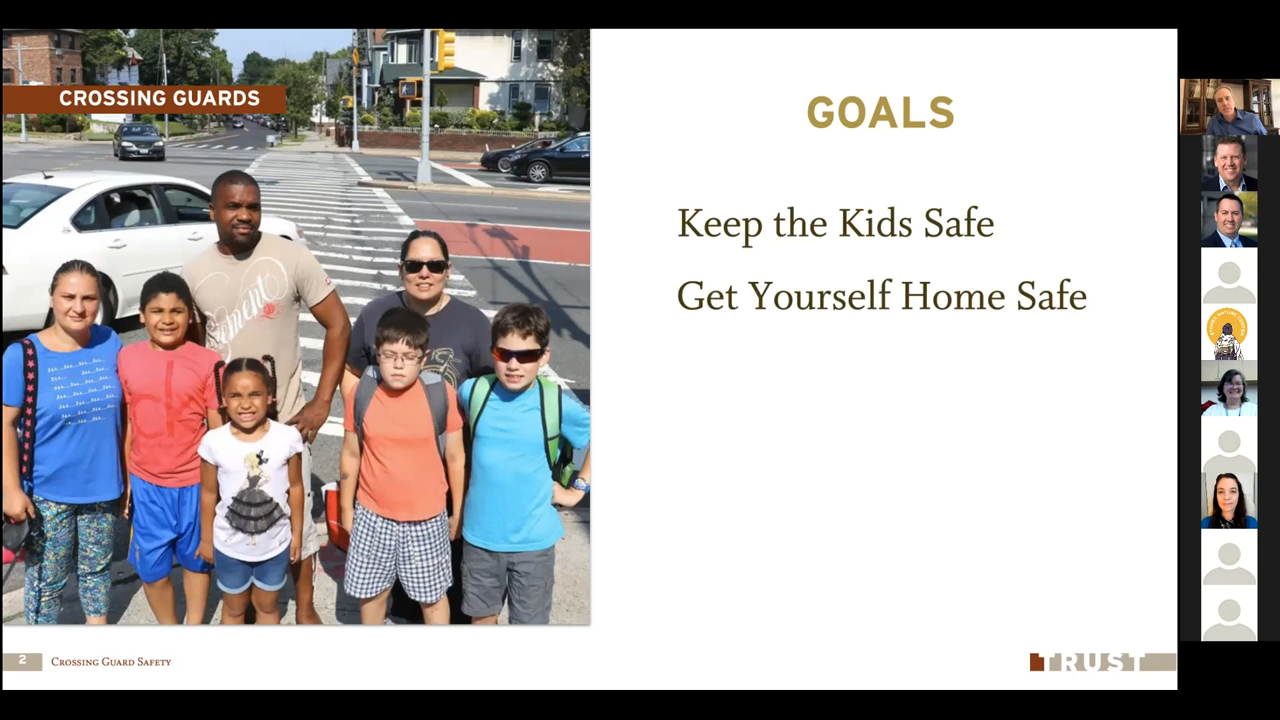 CROSSING GUARDS
GOALS
Keep the Kids Safe
Get Yourself Home Safe
2
Crossing Guard Safety
TRUST